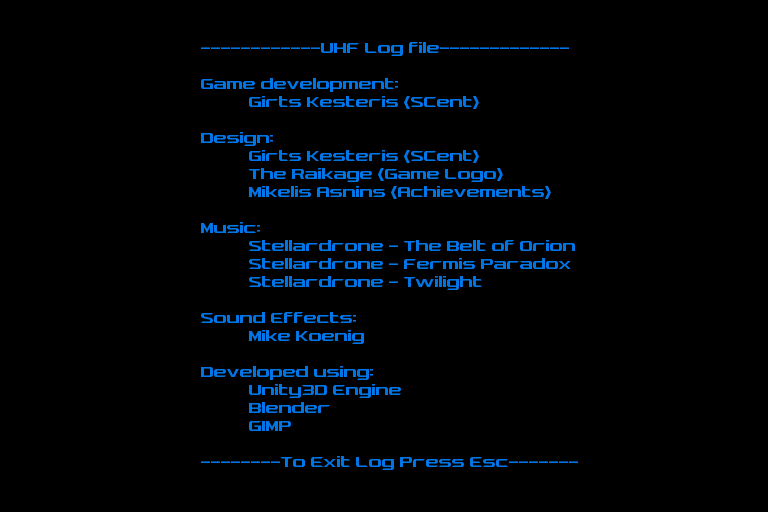 ------------UHF Log file-------------
Game development:
Girts Kesteris (SCent)
Design:
Girts Kesteris (SCent)
The Raikage (Game Logo)
Mikelis Asnins (Achievements)
Music:
Stellardrone - The Belt of Orion
Stellardrone - Fermis Paradox
Stellardrone - Twilight
Sound Effects:
Mike Koenig
Developed using:
Unity3D Engine
Blender
GIMP
--------To Exit Log Press Esc-------